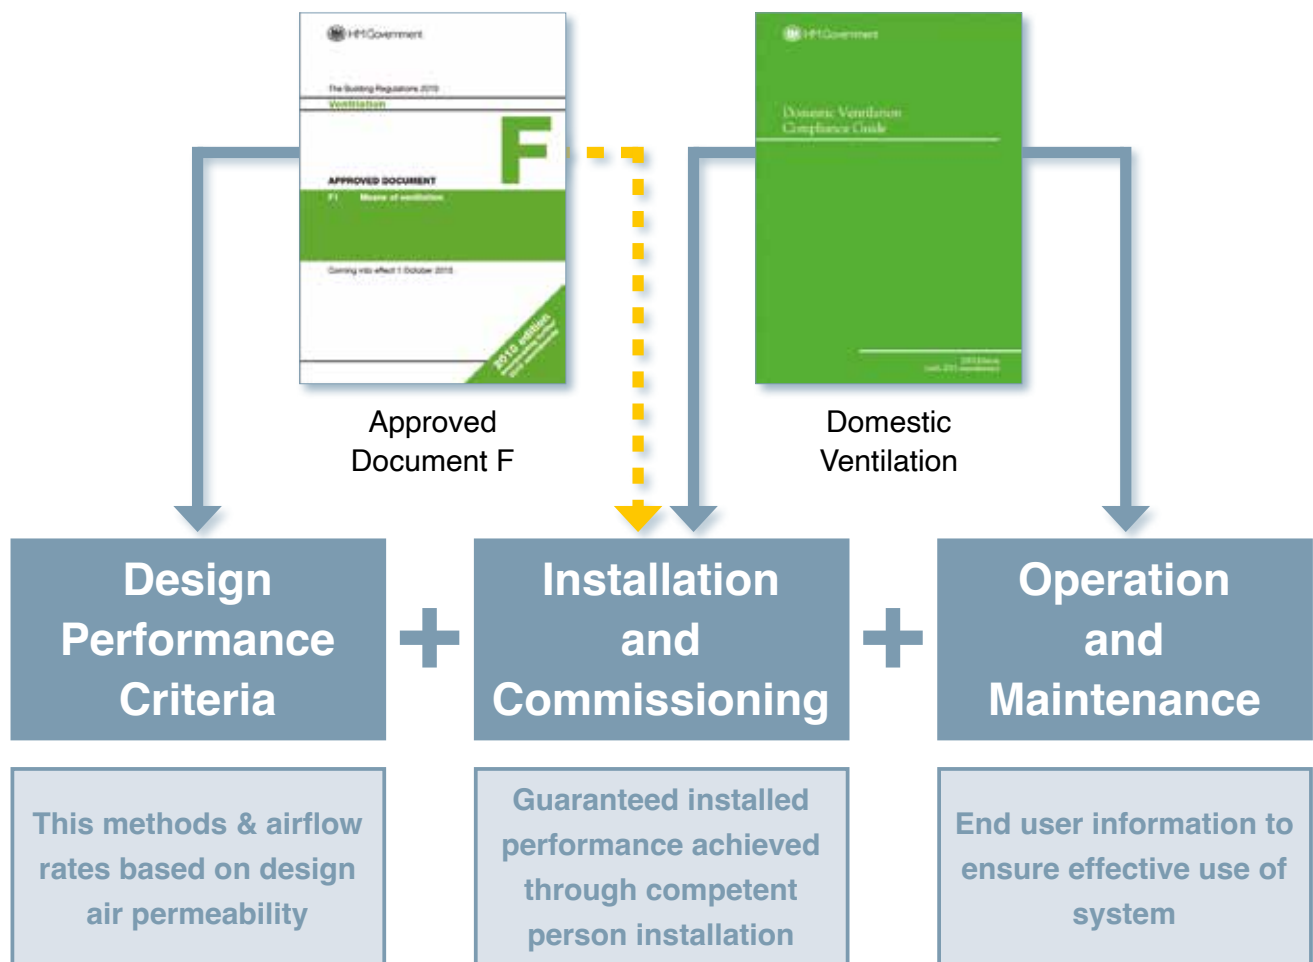 HM Government
The Building Regulations 2010
Ventilation
F
APPROVED DOCUMENT
F1 Means of ventilation
Coming into effect 1 October 2010
2010 edition
HM Government
Domestic Ventilation
Compliance Guide
Approved
Document F
Domestic
Ventilation
Design
Performance
Criteria
+
Installation
and
Commissioning
+
Operation
and
Maintenance
This methods & airflow
rates based on design
air permeability
Guaranteed installed
performance achieved
through competent
person installation
End user information to
ensure effective use of
system